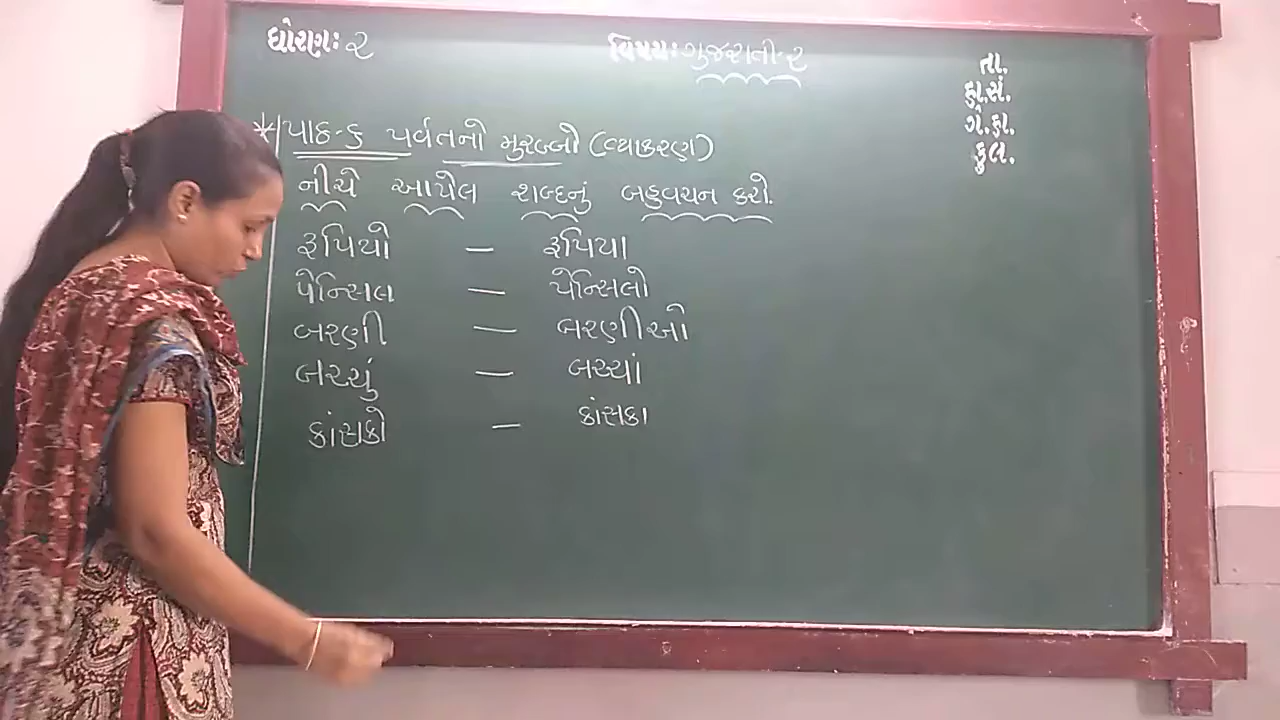 ધોરણ: ૨
વિષય: ગુજરાતી-૨
તા.
હા.સં.
ગે.હા.
કુલ.
* પાઠ-૬ પર્વતનો મુરબ્બો (વ્યાકરણ)
નીચે આપેલ શબ્દનું બહુવચન કરો.
રૂપિયો — રૂપિયા
પેન્સિલ — પેન્સિલો
બરણી — બરણીઓ
બચ્ચું — બચ્ચાં
કાંસકો — કાંસકા